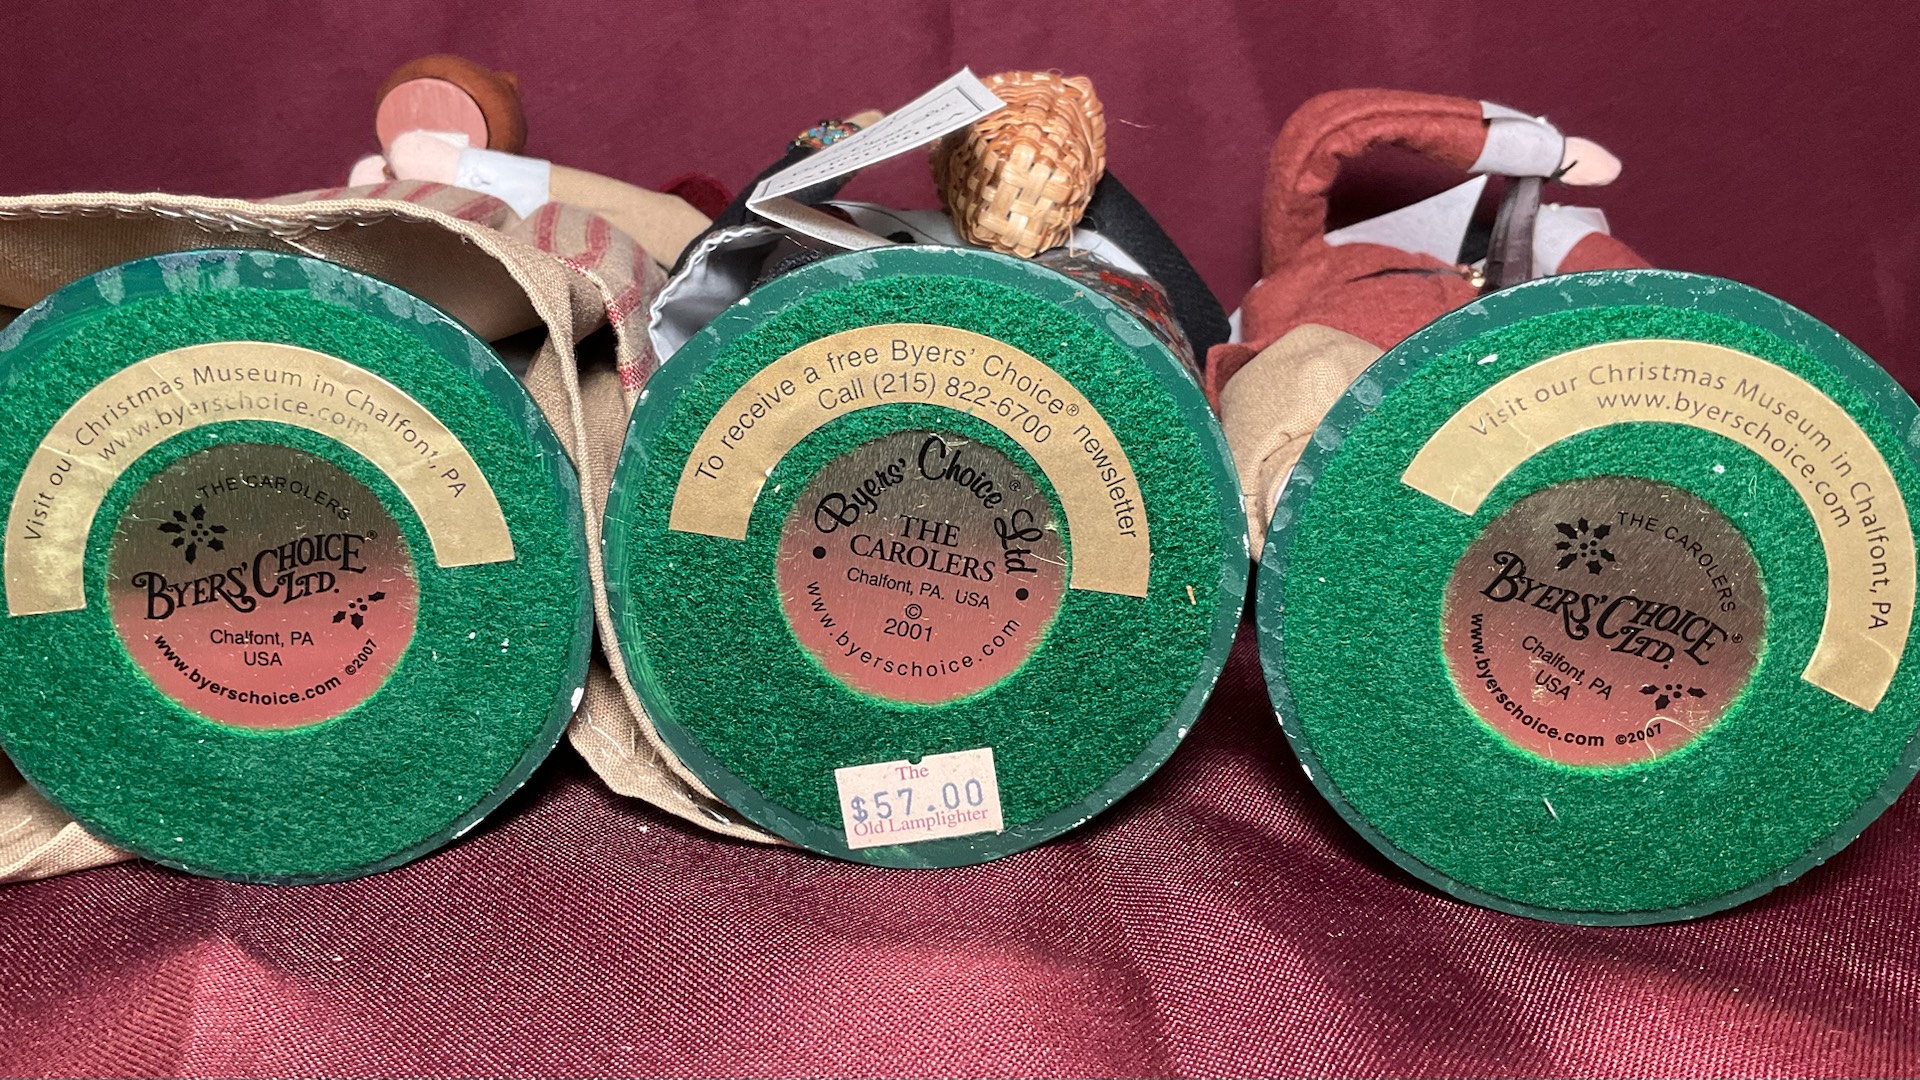 Visit our Christmas Museum in Chalfont, PA
www.byerschoice.com
THE CAROLERS
BYERS' CHOICE®
LTD.
Chalfont, PA
USA
www.byerschoice.com ©2007
To receive a free Byers' Choice® newsletter
Call (215) 822-6700
Byers' Choice® Ltd
THE
CAROLERS
Chalfont, PA. USA
©
2001
www.byerschoice.com
The
$57.00
Old Lamplighter
Visit our Christmas Museum in Chalfont, PA
www.byerschoice.com
THE CAROLERS
BYERS' CHOICE®
LTD.
Chalfont, PA
USA
www.byerschoice.com ©2007